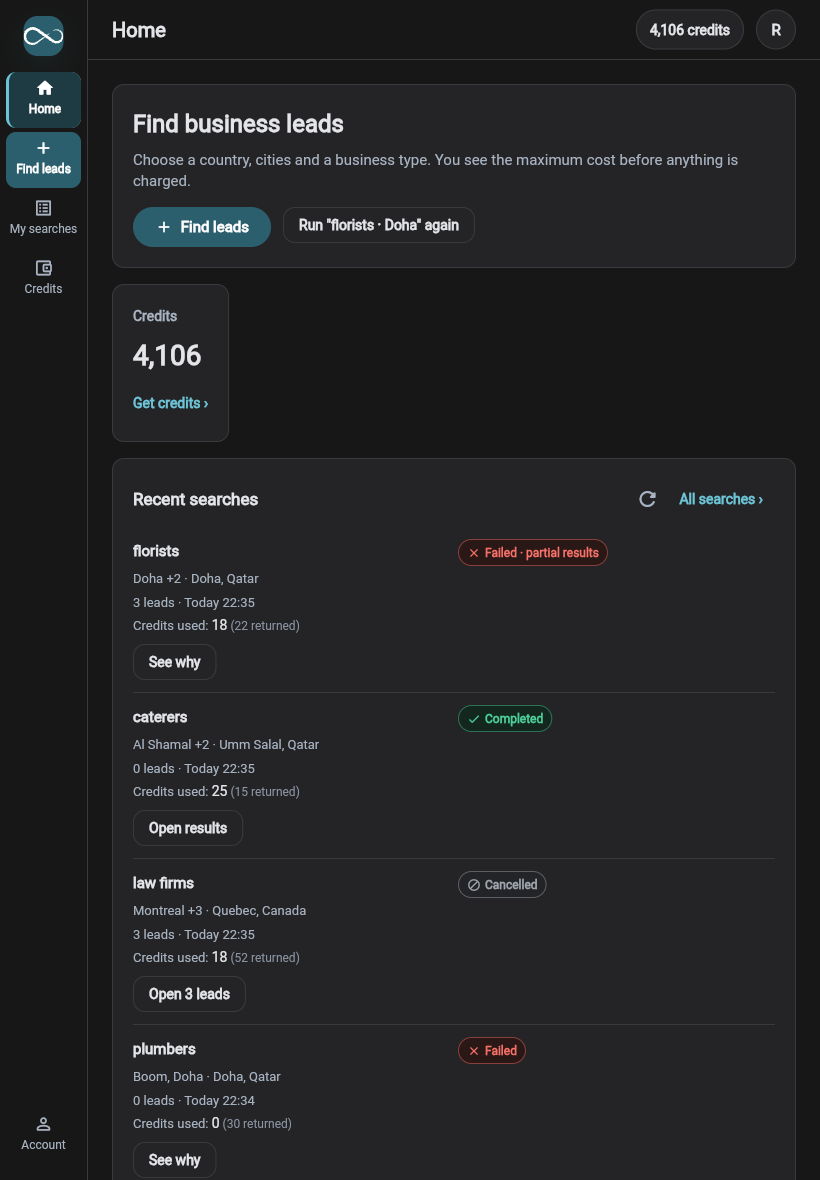 Home
4,106 credits
R
Home
Find leads
My searches
Credits
Account
Find business leads
Choose a country, cities and a business type. You see the maximum cost before anything is
charged.
Find leads
Run "florists · Doha" again
Credits
4,106
Get credits ›
Recent searches
All searches ›
florists
Failed · partial results
Doha +2 · Doha, Qatar
3 leads · Today 22:35
Credits used: 18 (22 returned)
See why
caterers
Completed
Al Shamal +2 · Umm Salal, Qatar
0 leads · Today 22:35
Credits used: 25 (15 returned)
Open results
law firms
Cancelled
Montreal +3 · Quebec, Canada
3 leads · Today 22:35
Credits used: 18 (52 returned)
Open 3 leads
plumbers
Failed
Boom, Doha · Doha, Qatar
0 leads · Today 22:34
Credits used: 0 (30 returned)
See why